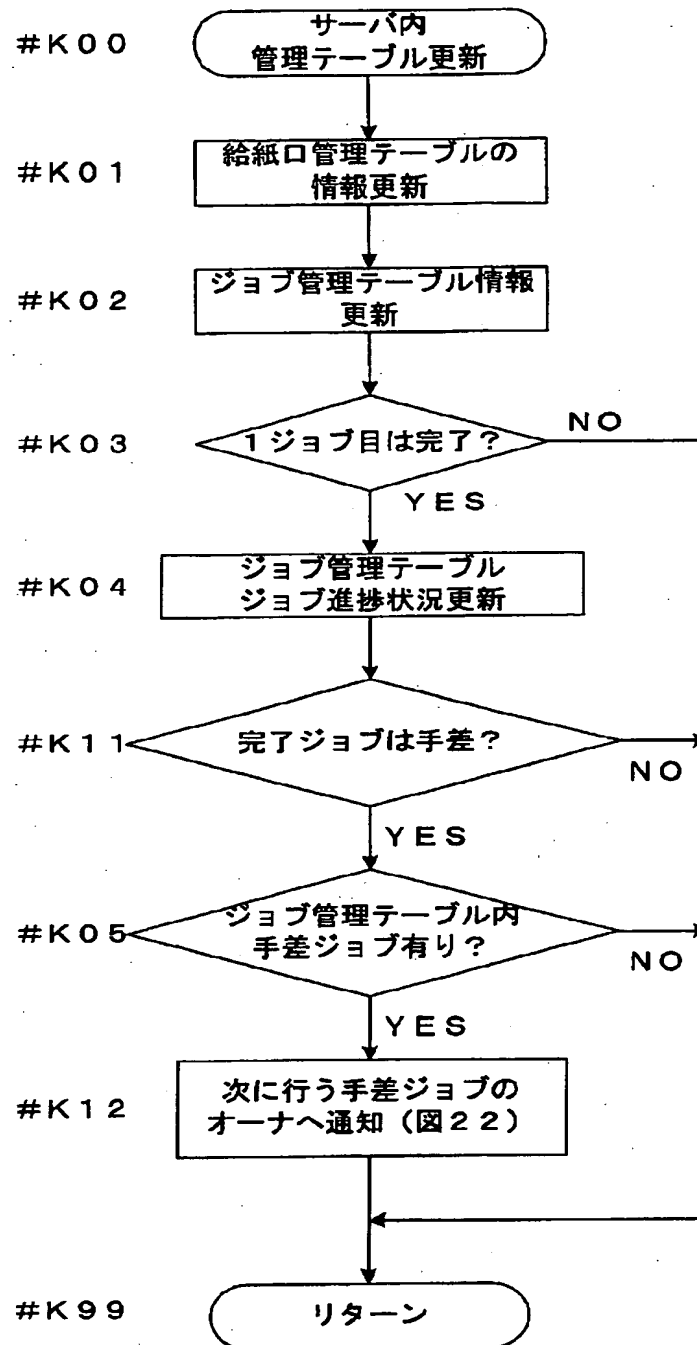 #K00
サーバ内
管理テーブル更新
#K01
給紙口管理テーブルの
情報更新
#K02
ジョブ管理テーブル情報
更新
#K03
1ジョブ目は完了?
NO
YES
#K04
ジョブ管理テーブル
ジョブ進捗状況更新
#K11
完了ジョブは手差?
NO
YES
#K05
ジョブ管理テーブル内
手差ジョブ有り?
NO
YES
#K12
次に行う手差ジョブの
オーナへ通知(図22)
#K99
リターン